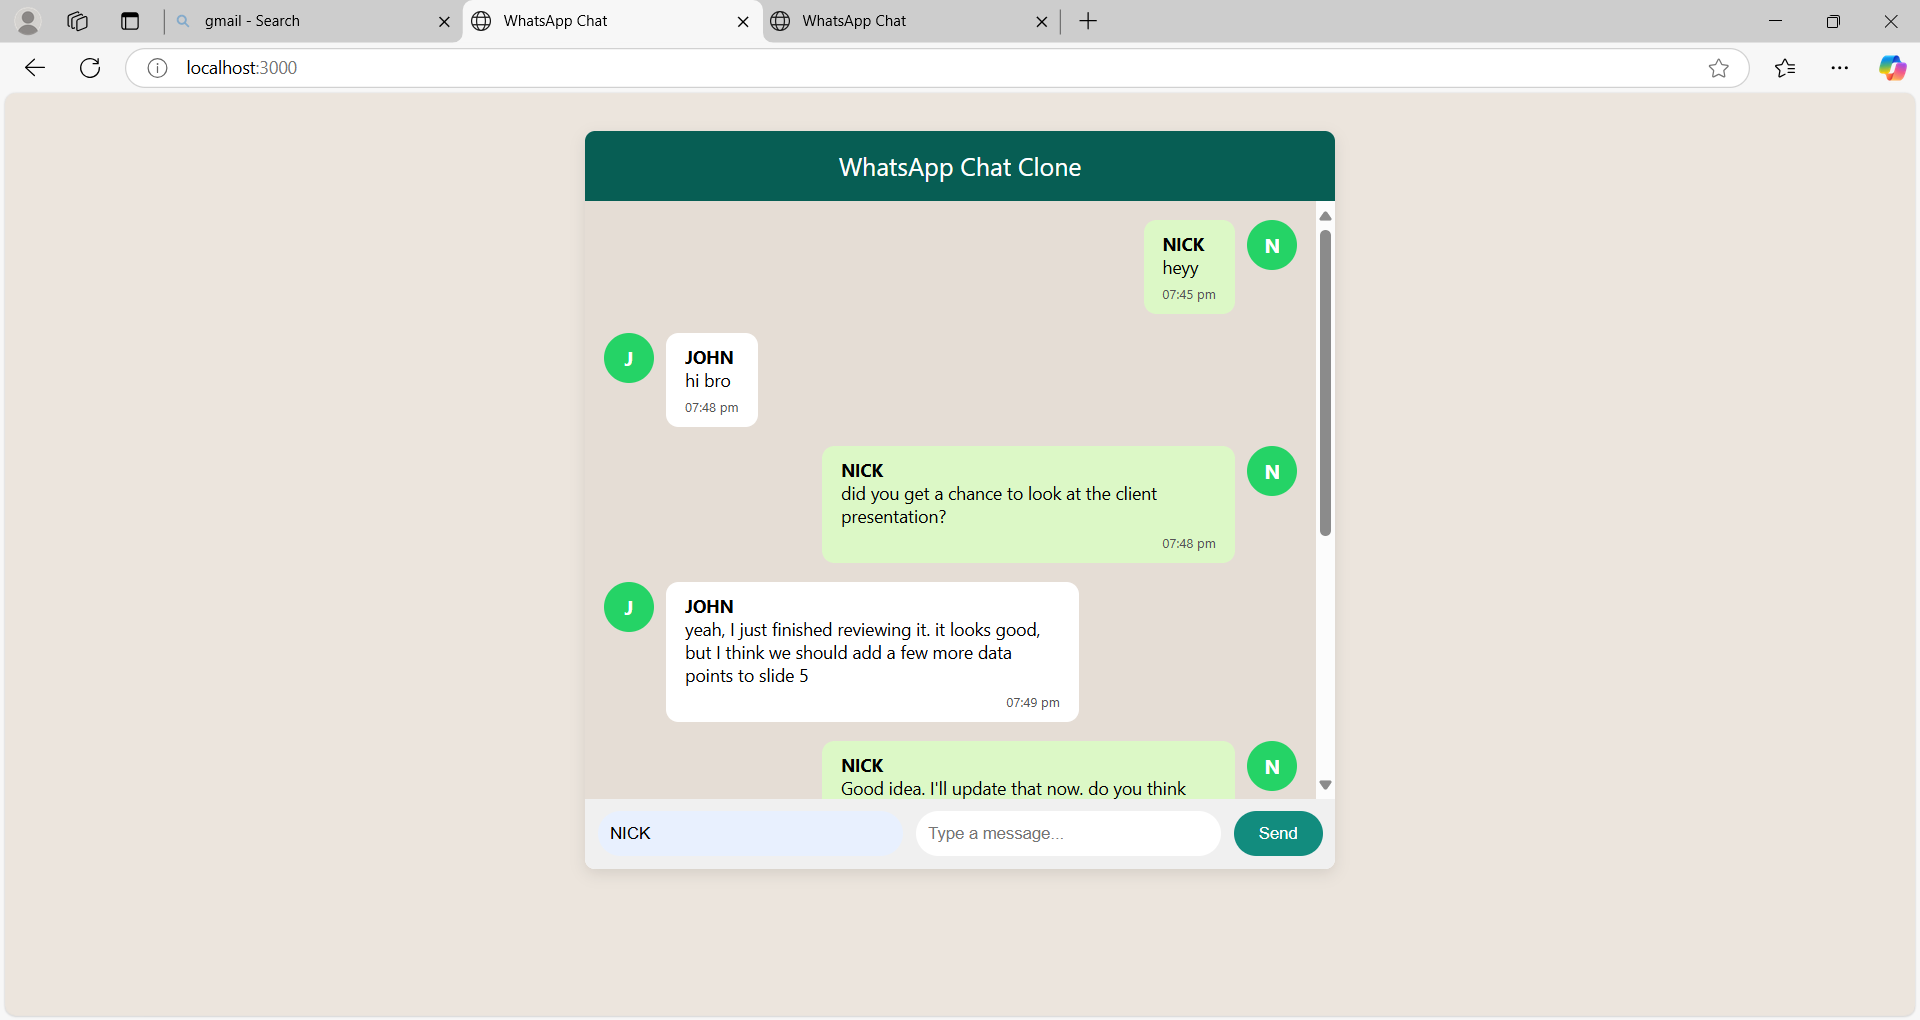 gmail - Search
WhatsApp Chat
WhatsApp Chat
localhost:3000
WhatsApp Chat Clone
NICK
heyy
07:45 pm
N
J
JOHN
hi bro
07:48 pm
NICK
did you get a chance to look at the client
presentation?
07:48 pm
N
J
JOHN
yeah, I just finished reviewing it. it looks good,
but I think we should add a few more data
points to slide 5
07:49 pm
NICK
Good idea. I'll update that now. do you think
N
NICK
Type a message...
Send